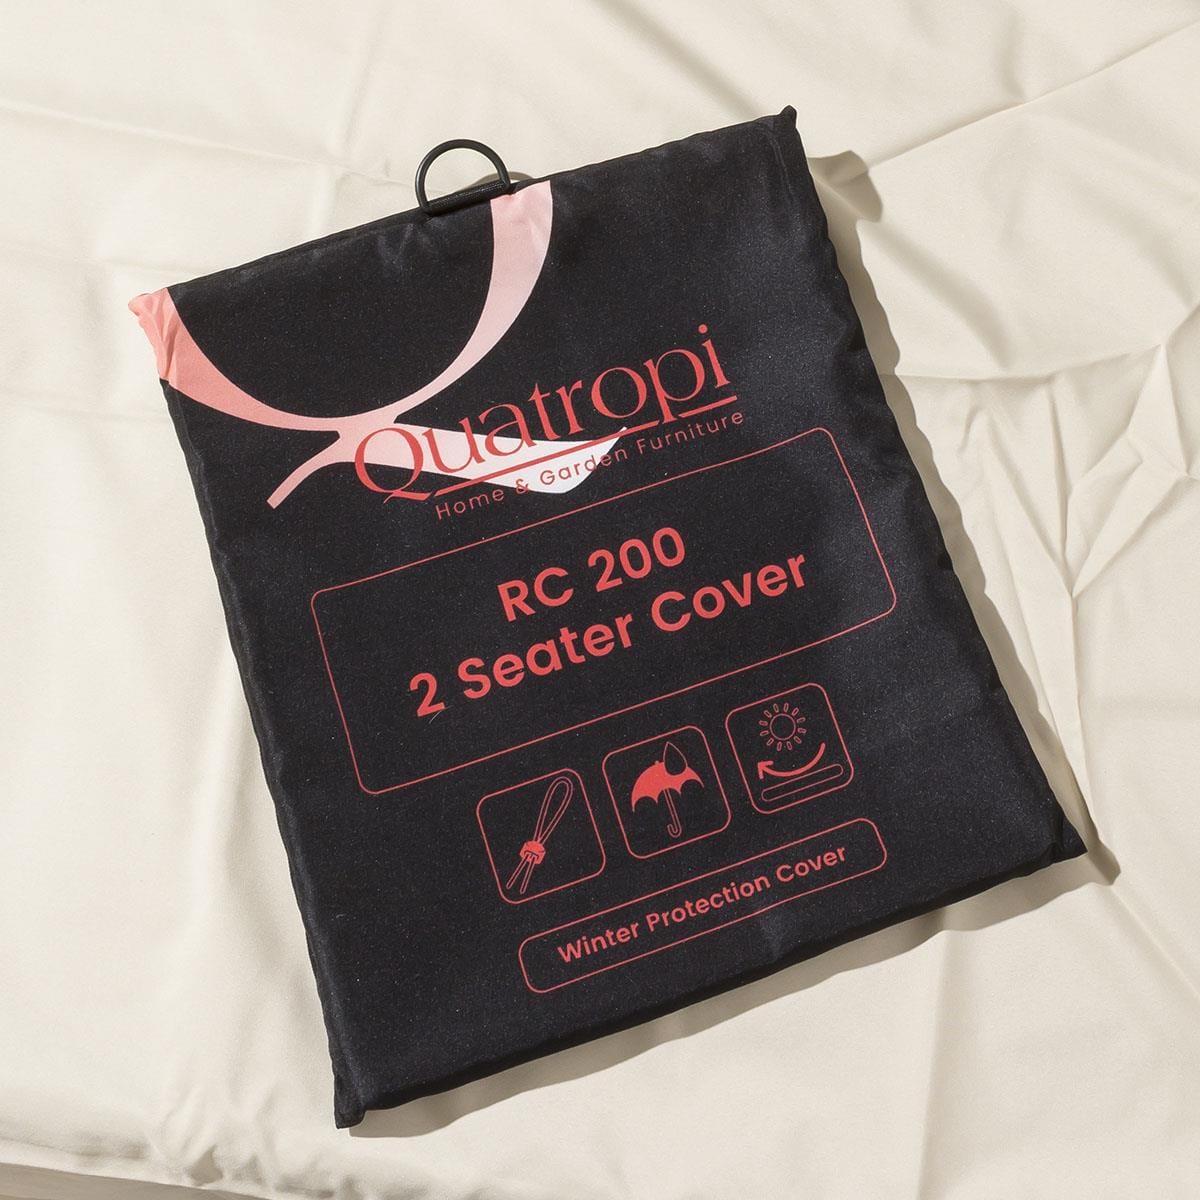 Quatropi
Home & Garden Furniture
RC 200
2 Seater Cover
Winter Protection Cover